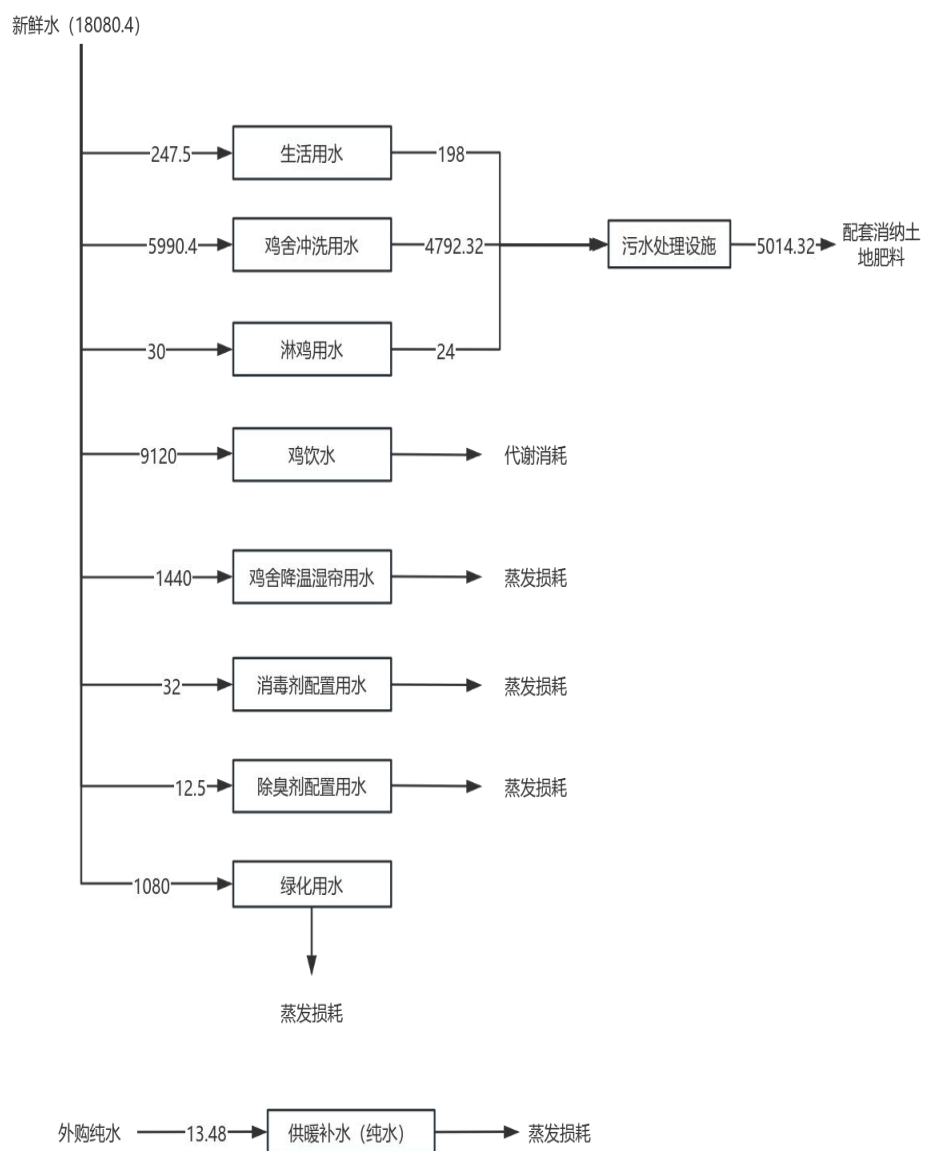 新鲜水（18080.4）
247.5
生活用水
198
5990.4
鸡舍冲洗用水
4792.32
污水处理设施
5014.32
配套消纳土
地肥料
30
淋鸡用水
24
9120
鸡饮水
代谢消耗
1440
鸡舍降温湿帘用水
蒸发损耗
32
消毒剂配置用水
蒸发损耗
12.5
除臭剂配置用水
蒸发损耗
1080
绿化用水
蒸发损耗
外购纯水
13.48
供暖补水（纯水）
蒸发损耗